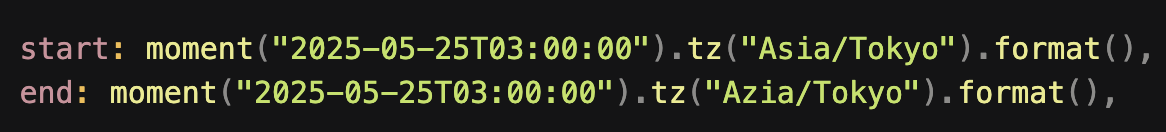 start: moment("2025-05-25T03:00:00").tz("Asia/Tokyo").format(),
end: moment("2025-05-25T03:00:00").tz("Azia/Tokyo").format(),